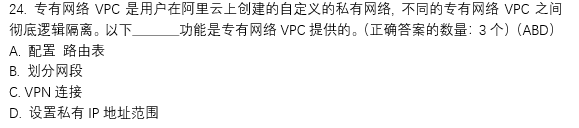 24. 专有网络 VPC 是用户在阿里云上创建的自定义的私有网络, 不同的专有网络 VPC 之间
彻底逻辑隔离。以下______功能是专有网络 VPC 提供的。(正确答案的数量：3 个)（ABD）
A. 配置 路由表
B. 划分网段
C. VPN 连接
D. 设置私有 IP 地址范围